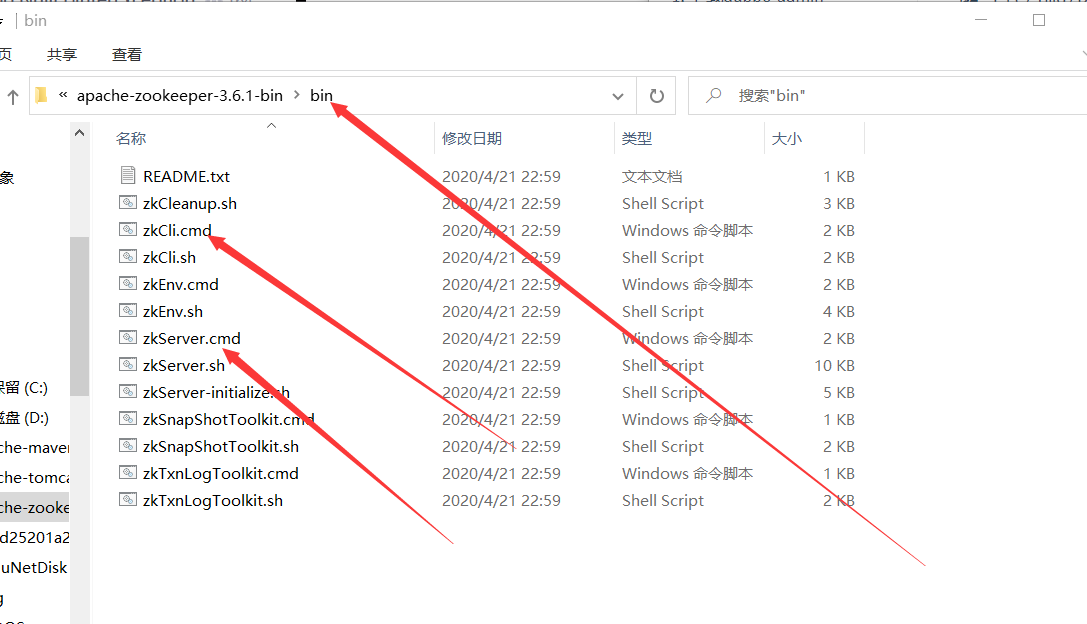 bin
页 共享 查看
« apache-zookeeper-3.6.1-bin > bin 搜索"bin"
名称 修改日期 类型 大小
README.txt 2020/4/21 22:59 文本文档 1 KB
象
zkCleanup.sh 2020/4/21 22:59 Shell Script 3 KB
zkCli.cmd 2020/4/21 22:59 Windows 命令脚本 2 KB
zkCli.sh 2020/4/21 22:59 Shell Script 2 KB
zkEnv.cmd 2020/4/21 22:59 Windows 命令脚本 2 KB
zkEnv.sh 2020/4/21 22:59 Shell Script 4 KB
zkServer.cmd 2020/4/21 22:59 Windows 命令脚本 2 KB
zkServer.sh 2020/4/21 22:59 Shell Script 10 KB
留 (C:)
zkServer-initialize.sh 2020/4/21 22:59 Shell Script 5 KB
盘 (D:)
zkSnapShotToolkit.cmd 2020/4/21 22:59 Windows 命令脚本 1 KB
che-maven
zkSnapShotToolkit.sh 2020/4/21 22:59 Shell Script 2 KB
che-tomca
zkTxnLogToolkit.cmd 2020/4/21 22:59 Windows 命令脚本 1 KB
che-zooke
zkTxnLogToolkit.sh 2020/4/21 22:59 Shell Script 2 KB
d25201a2
uNetDisk